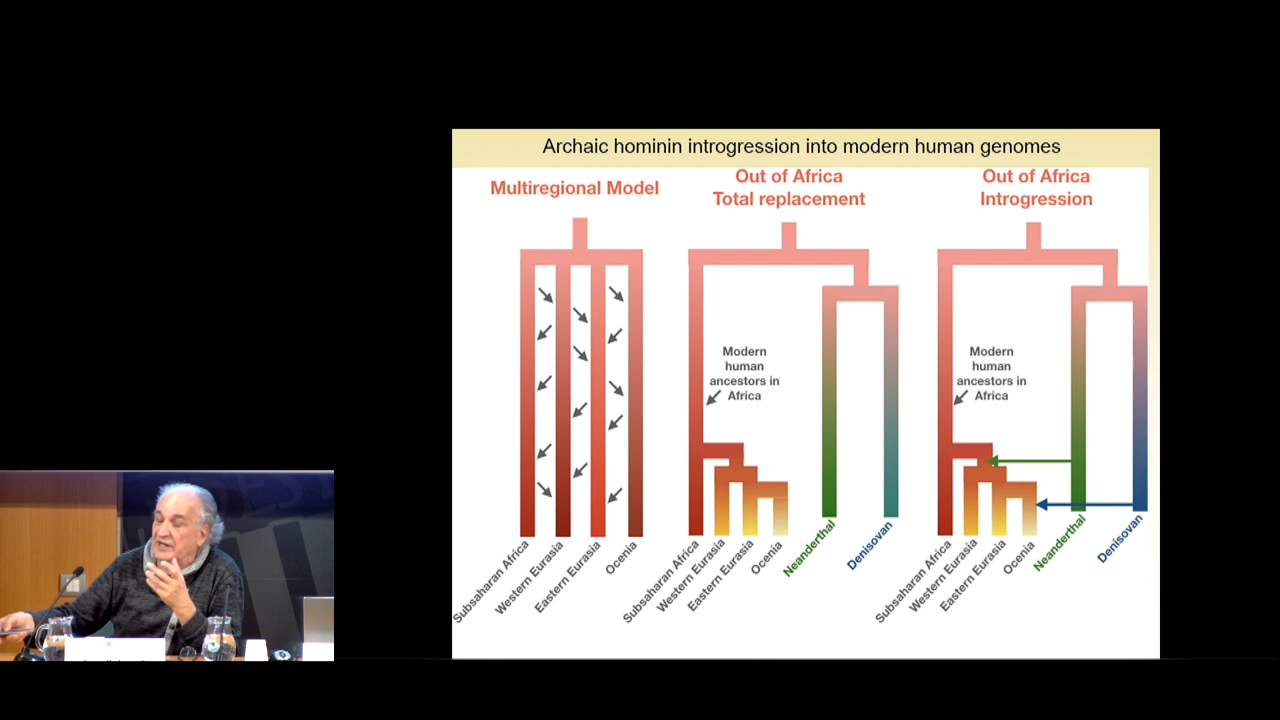 Archaic hominin introgression into modern human genomes
Multiregional Model
Subsaharan Africa
Western Eurasia
Eastern Eurasia
Ocenia
Out of Africa
Total replacement
Modern
human
ancestors in
Africa
Subsaharan Africa
Western Eurasia
Eastern Eurasia
Ocenia
Neanderthal
Denisovan
Out of Africa
Introgression
Modern
human
ancestors in
Africa
Subsaharan Africa
Western Eurasia
Eastern Eurasia
Ocenia
Neanderthal
Denisovan